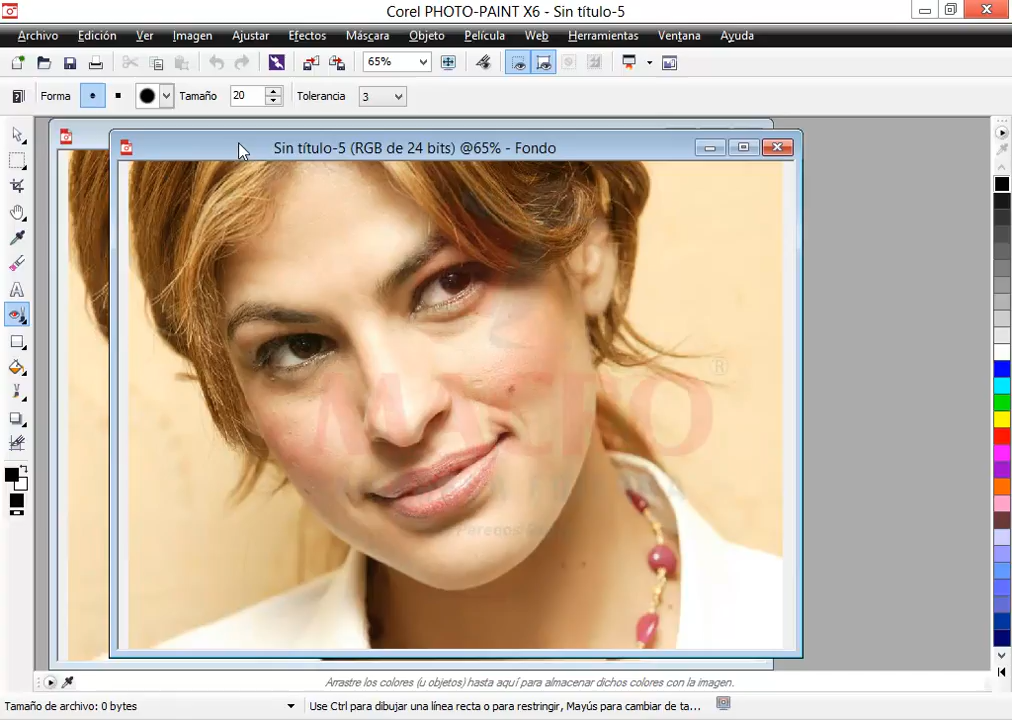 Corel PHOTO-PAINT X6 - Sin título-5
Archivo Edición Ver Imagen Ajustar Efectos Máscara Objeto Película Web Herramientas Ventana Ayuda
65%
Forma Tamaño 20 Tolerancia 3
Sin título-5 (RGB de 24 bits) @65% - Fondo
MACRO
®
Arrastre los colores (u objetos) hasta aquí para almacenar dichos colores con la imagen.
Tamaño de archivo: 0 bytes Use Ctrl para dibujar una línea recta o para restringir, Mayús para cambiar de ta...